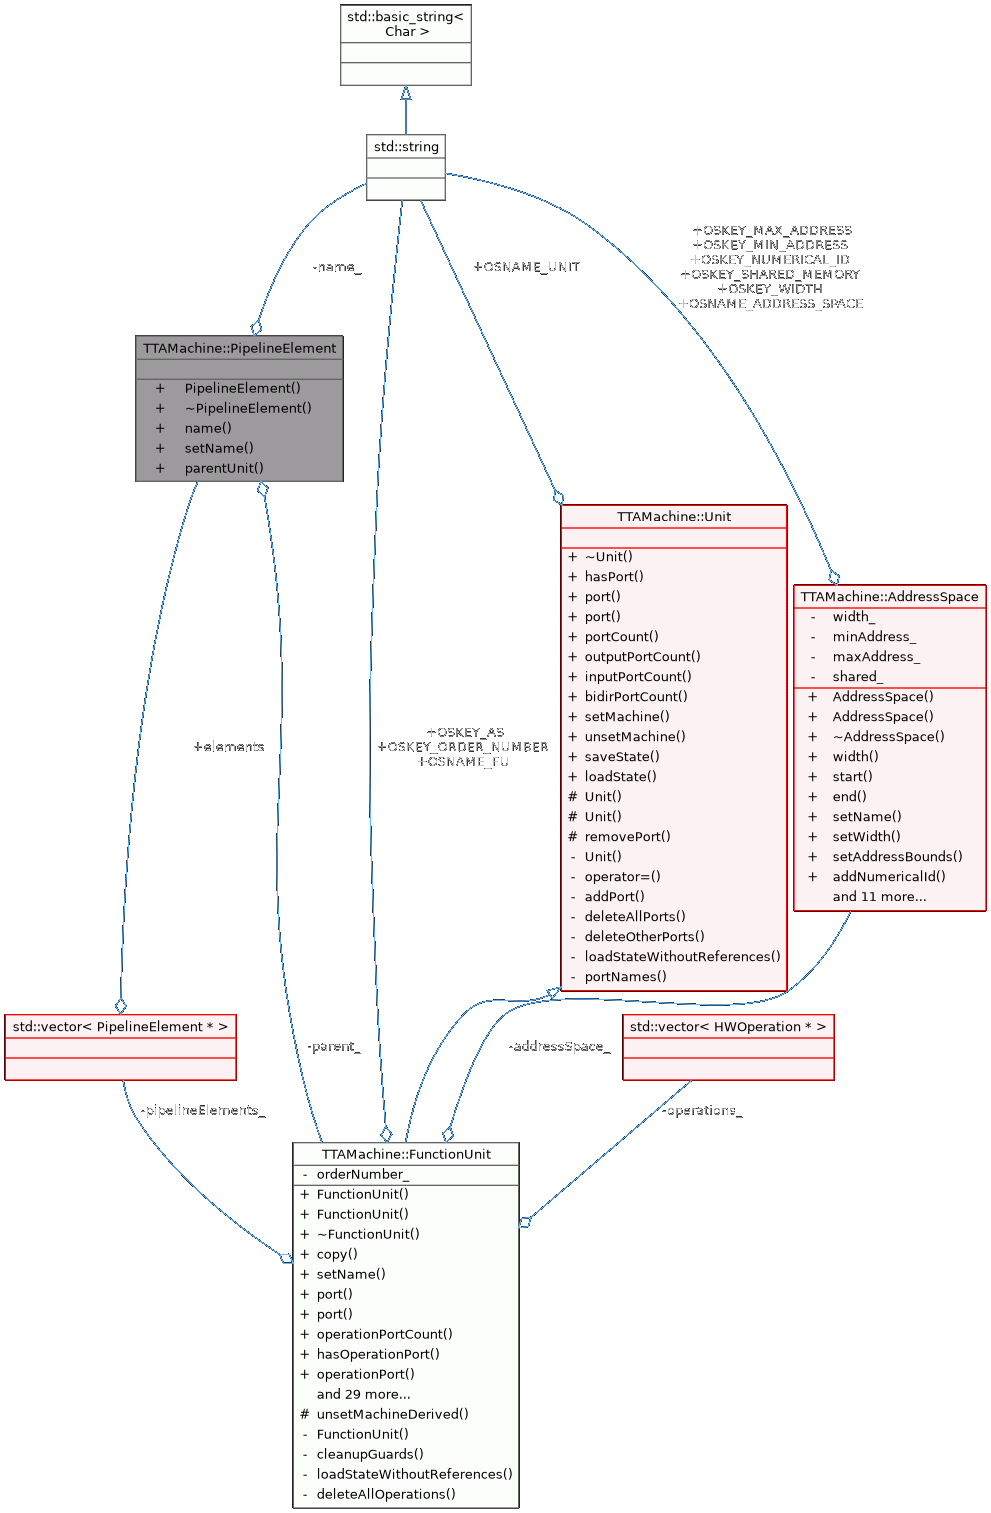 std::basic_string<
Char >
std::string
+OSKEY_MAX_ADDRESS
+OSKEY_MIN_ADDRESS
+OSKEY_NUMERICAL_ID
+OSKEY_SHARED_MEMORY
+OSKEY_WIDTH
+OSNAME_ADDRESS_SPACE
-name_
+OSNAME_UNIT
TTAMachine::PipelineElement
+ PipelineElement()
+ ~PipelineElement()
+ name()
+ setName()
+ parentUnit()
TTAMachine::Unit
+ ~Unit()
+ hasPort()
+ port()
+ port()
+ portCount()
+ outputPortCount()
+ inputPortCount()
+ bidirPortCount()
+ setMachine()
+ unsetMachine()
+ saveState()
+ loadState()
# Unit()
# Unit()
# removePort()
- Unit()
- operator=()
- addPort()
- deleteAllPorts()
- deleteOtherPorts()
- loadStateWithoutReferences()
- portNames()
TTAMachine::AddressSpace
- width_
- minAddress_
- maxAddress_
- shared_
+ AddressSpace()
+ AddressSpace()
+ ~AddressSpace()
+ width()
+ start()
+ end()
+ setName()
+ setWidth()
+ setAddressBounds()
+ addNumericalId()
and 11 more...
+elements
+OSKEY_AS
+OSKEY_ORDER_NUMBER
+OSNAME_FU
std::vector< PipelineElement * >
std::vector< HWOperation * >
-parent_
-addressSpace_
-pipelineElements_
-operations_
TTAMachine::FunctionUnit
- orderNumber_
+ FunctionUnit()
+ FunctionUnit()
+ ~FunctionUnit()
+ copy()
+ setName()
+ port()
+ port()
+ operationPortCount()
+ hasOperationPort()
+ operationPort()
and 29 more...
# unsetMachineDerived()
- FunctionUnit()
- cleanupGuards()
- loadStateWithoutReferences()
- deleteAllOperations()